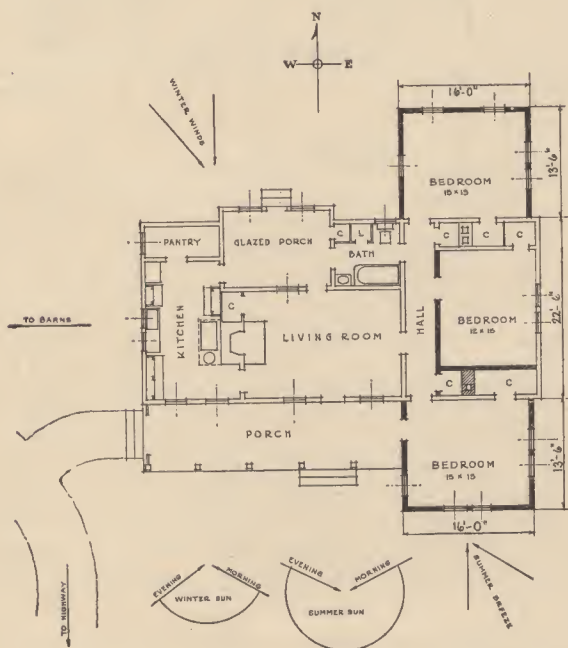 N
W E
WINTER WINDS
16'-0"
13'-6"
BEDROOM
15 x 15
PANTRY
GLAZED PORCH
C L
BATH
C C C
TO BARNS
KITCHEN
C
LIVING ROOM
HALL
BEDROOM
12 x 15
22'-6"
C C
PORCH
BEDROOM
15 x 15
13'-6"
16'-0"
EVENING MORNING
WINTER SUN
EVENING MORNING
SUMMER SUN
SUMMER BREEZE
TO HIGHWAY